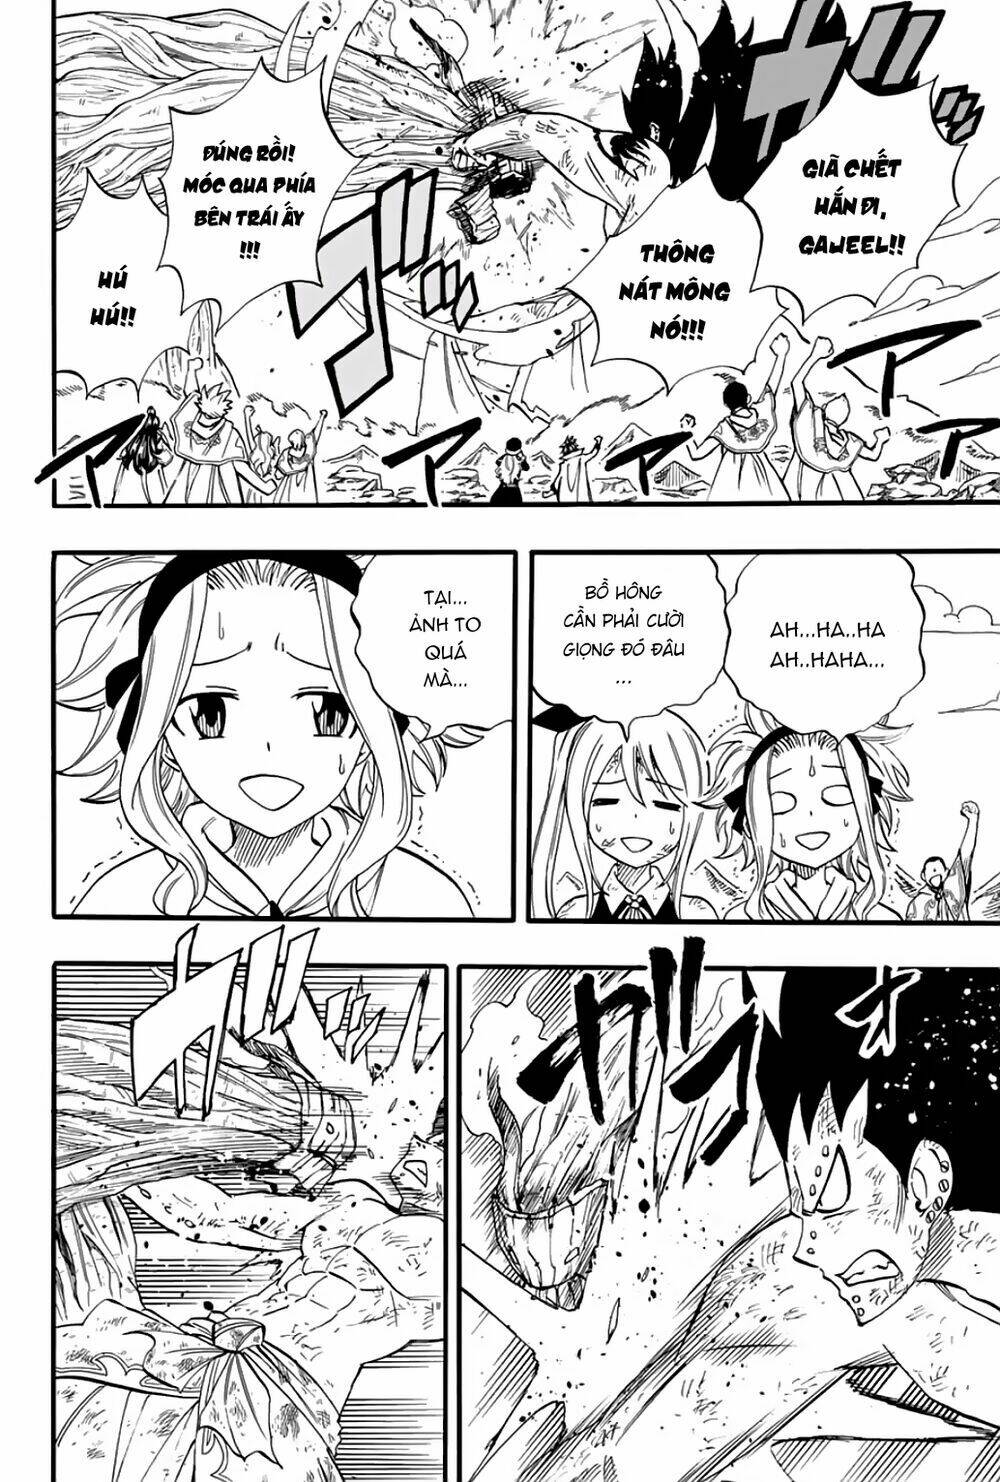 GIÃ CHẾT
HẮN ĐI,
GAJEEL!!
THÔNG
NÁT MÔNG
NÓ!!!
ĐÚNG RỒI!
MÓC QUA PHÍA
BÊN TRÁI ẤY
!!!
HÚ
HÚ!!
AH...HA..HA
AH..HAHA...
BỒ HÔNG
CẦN PHẢI CƯỜI
GIỌNG ĐÓ ĐÂU
...
TẠI...
ẢNH TO
QUÁ
MÀ...